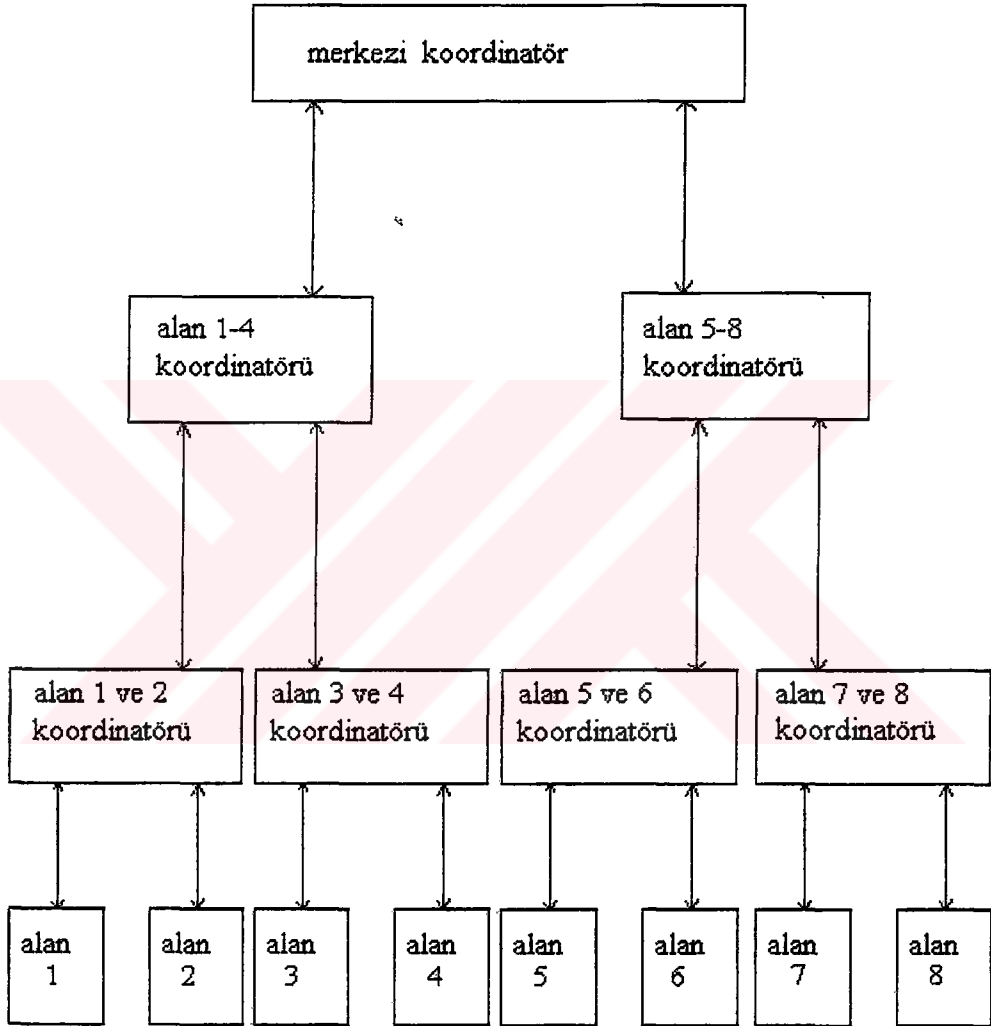 merkezi koordinatör
alan 1-4
koordinatörü
alan 5-8
koordinatörü
alan 1 ve 2
koordinatörü
alan 3 ve 4
koordinatörü
alan 5 ve 6
koordinatörü
alan 7 ve 8
koordinatörü
alan
1
alan
2
alan
3
alan
4
alan
5
alan
6
alan
7
alan
8